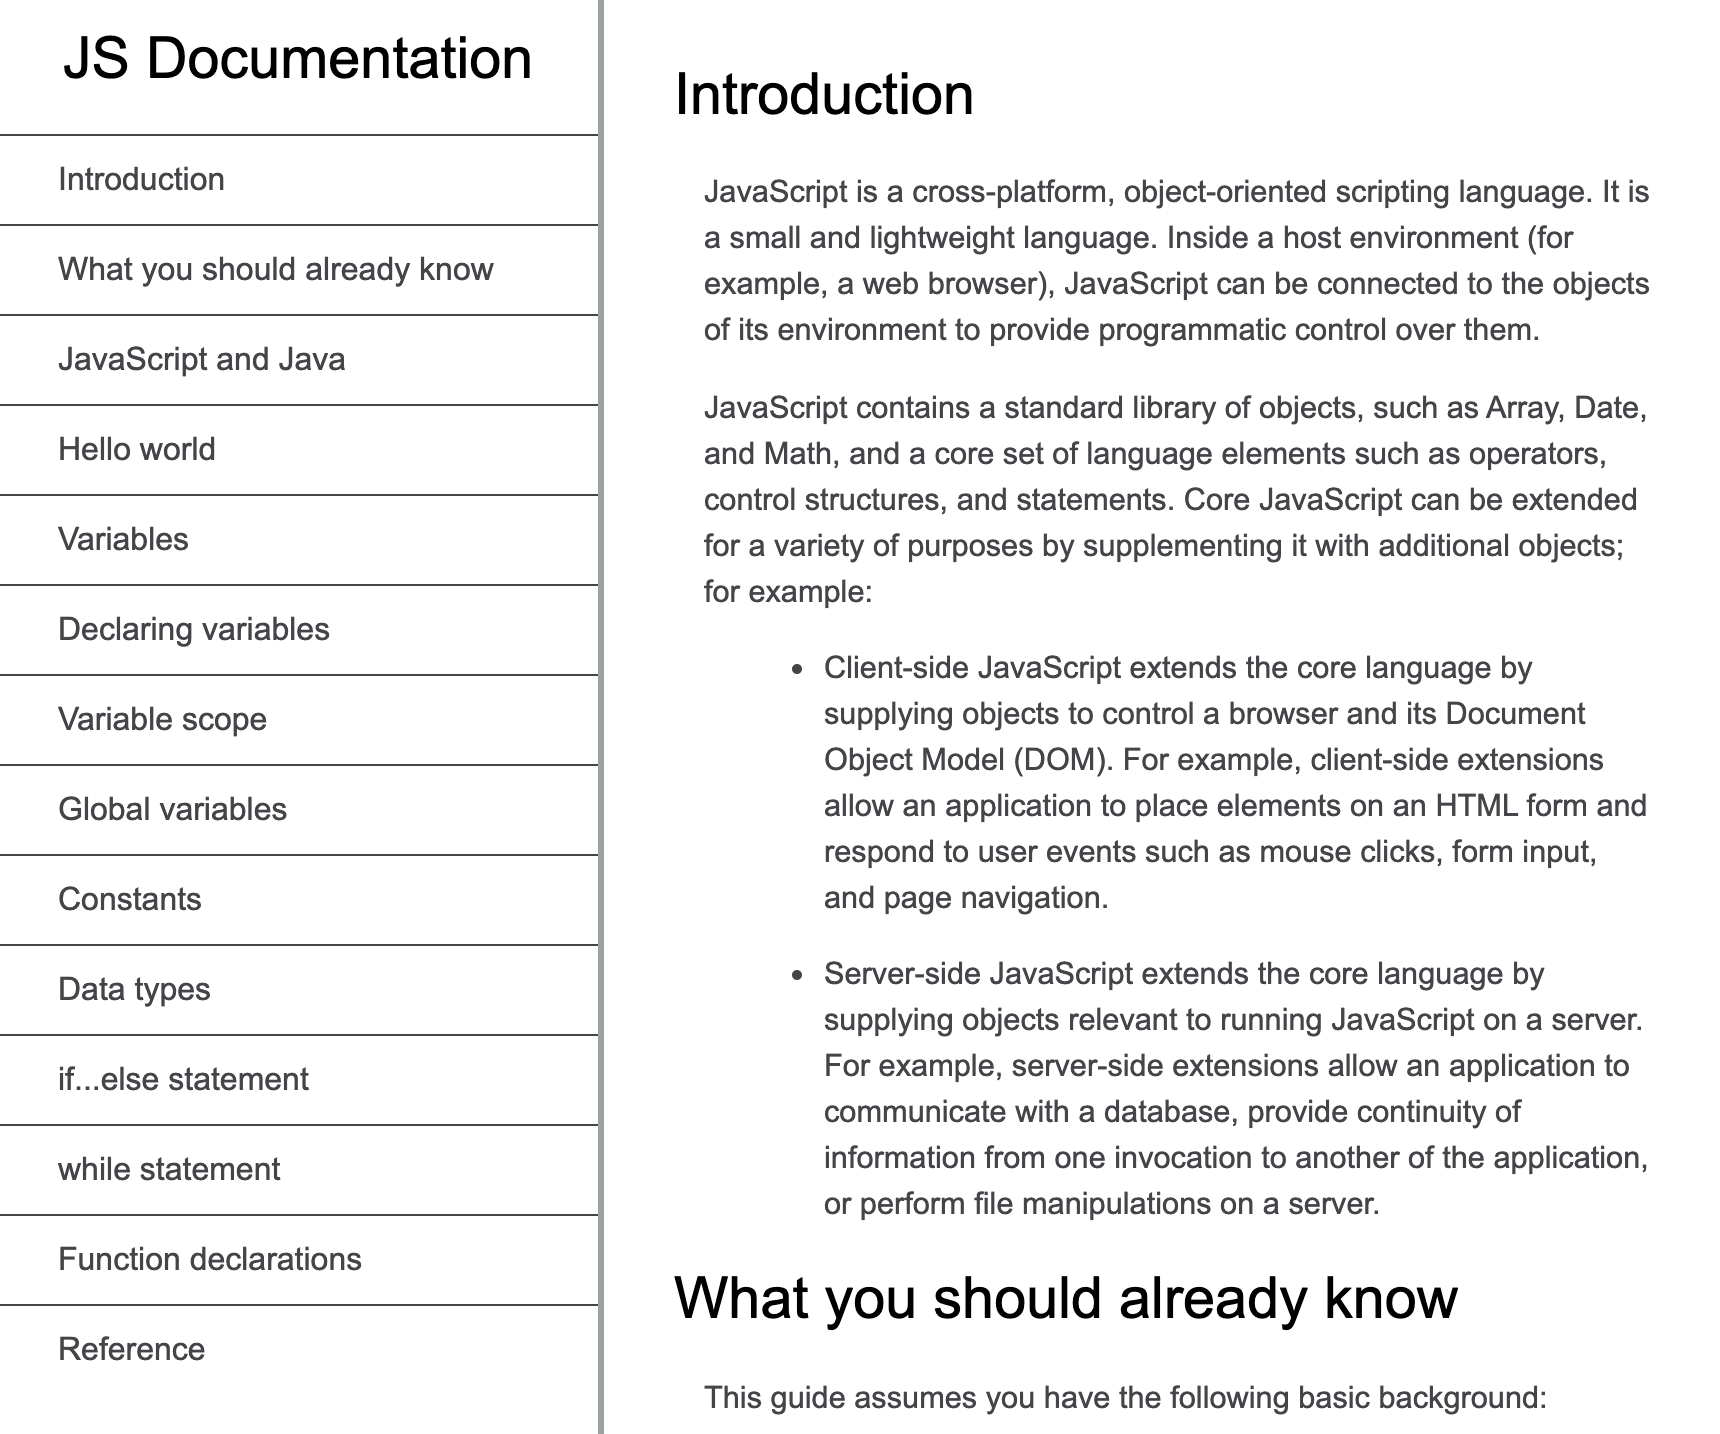 JS Documentation
Introduction
What you should already know
JavaScript and Java
Hello world
Variables
Declaring variables
Variable scope
Global variables
Constants
Data types
if...else statement
while statement
Function declarations
Reference
Introduction
JavaScript is a cross-platform, object-oriented scripting language. It is
a small and lightweight language. Inside a host environment (for
example, a web browser), JavaScript can be connected to the objects
of its environment to provide programmatic control over them.
JavaScript contains a standard library of objects, such as Array, Date,
and Math, and a core set of language elements such as operators,
control structures, and statements. Core JavaScript can be extended
for a variety of purposes by supplementing it with additional objects;
for example:
• Client-side JavaScript extends the core language by
supplying objects to control a browser and its Document
Object Model (DOM). For example, client-side extensions
allow an application to place elements on an HTML form and
respond to user events such as mouse clicks, form input,
and page navigation.
• Server-side JavaScript extends the core language by
supplying objects relevant to running JavaScript on a server.
For example, server-side extensions allow an application to
communicate with a database, provide continuity of
information from one invocation to another of the application,
or perform file manipulations on a server.
What you should already know
This guide assumes you have the following basic background: